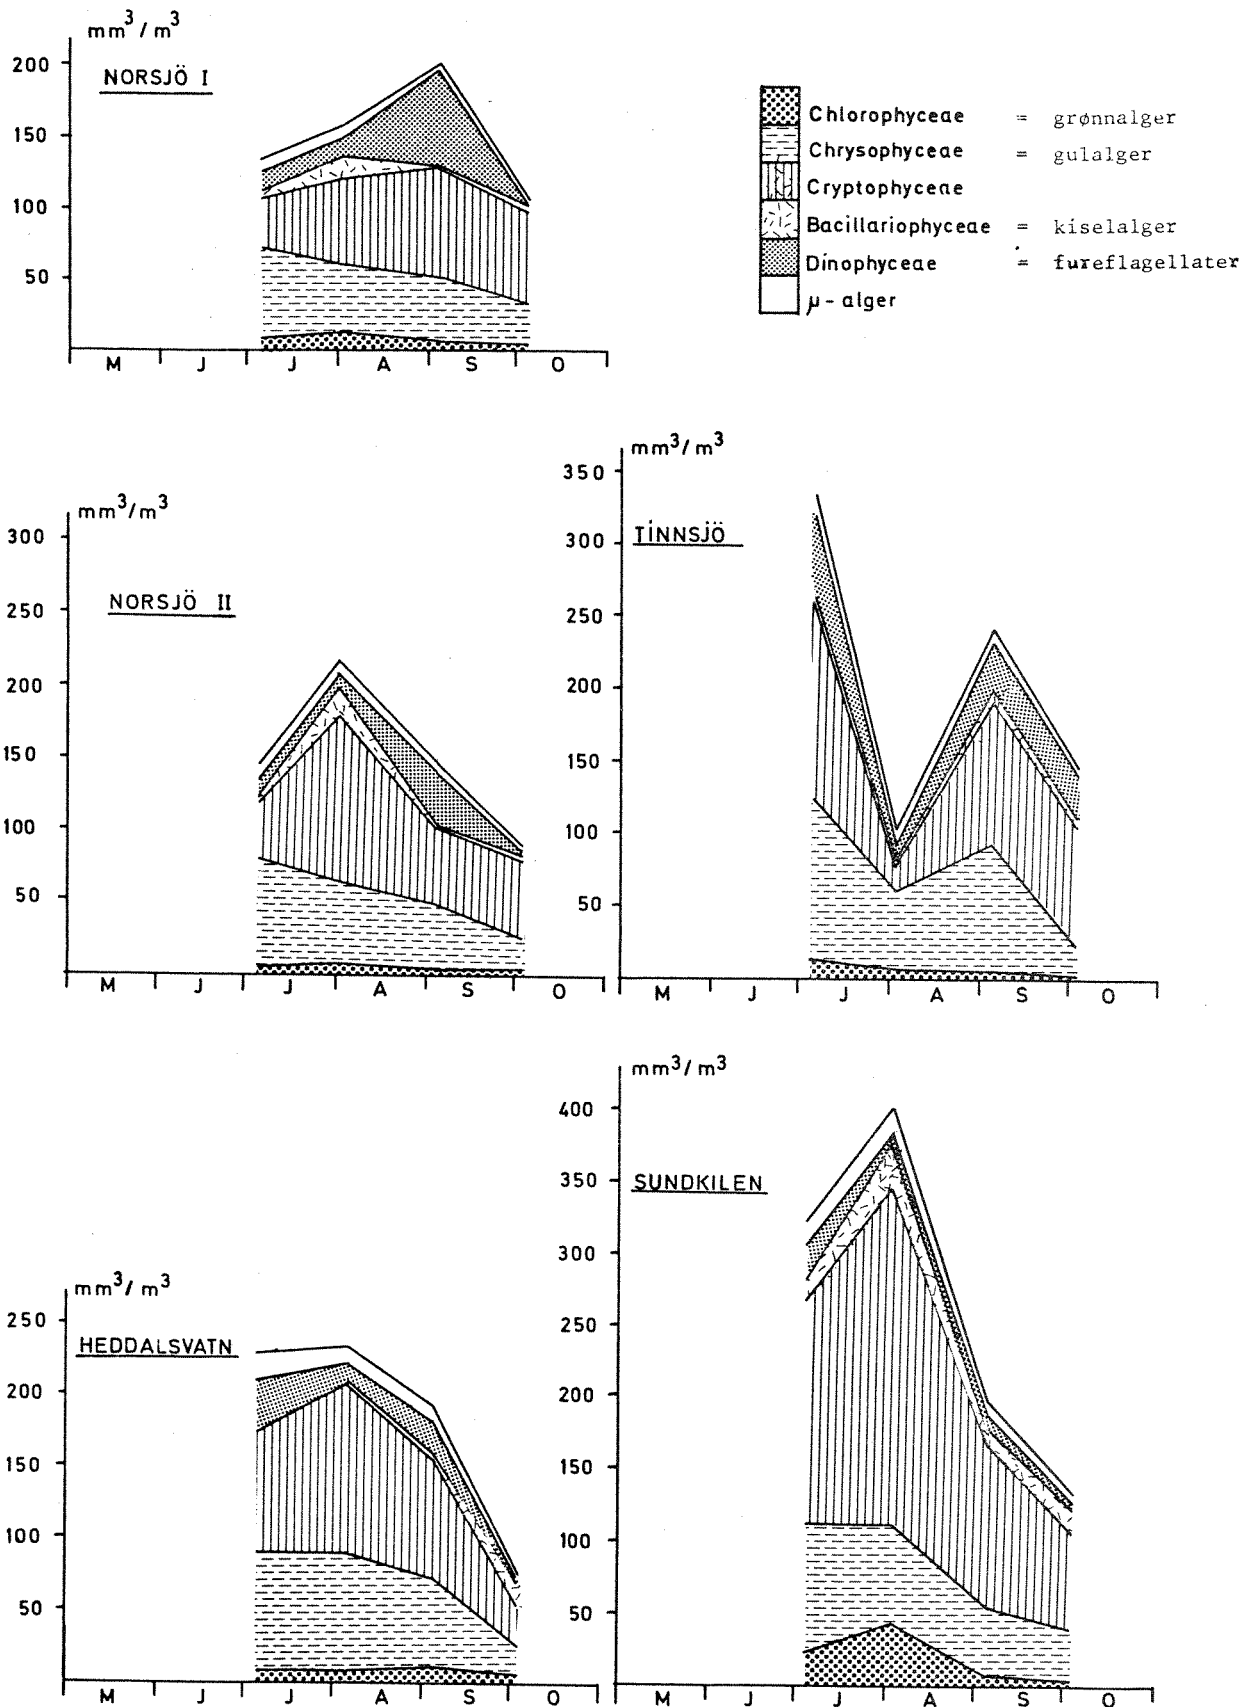 mm³/m³
NORSJÖ I
200
150
100
50
M J J A S O
Chlorophyceae = grønnalger
Chrysophyceae = gulalger
Cryptophyceae
Bacillariophyceae = kiselalger
Dinophyceae = fureflagellater
µ-alger
mm³/m³
NORSJÖ II
300
250
200
150
100
50
M J J A S O
mm³/m³
TINNSJÖ
350
300
250
200
150
100
50
M J J A S O
mm³/m³
HEDDALSVATN
250
200
150
100
50
M J J A S O
mm³/m³
SUNDKILEN
400
350
300
250
200
150
100
50
M J J A S O